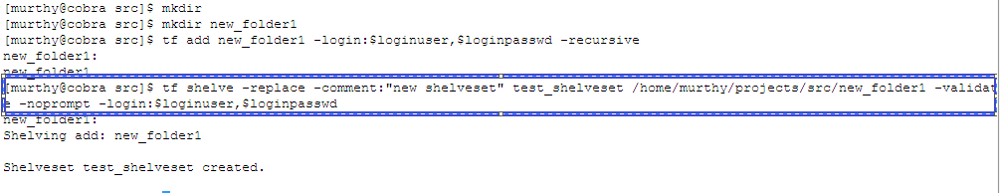 [murthy@cobra src]$ mkdir
[murthy@cobra src]$ mkdir new_folder1
[murthy@cobra src]$ tf add new_folder1 -login:$loginuser,$loginpasswd -recursive
new_folder1:
new_folder1
[murthy@cobra src]$ tf shelve -replace -comment:"new shelveset" test_shelveset /home/murthy/projects/src/new_folder1 -validat
e -noprompt -login:$loginuser,$loginpasswd
new_folder1:
Shelving add: new_folder1
Shelveset test_shelveset created.